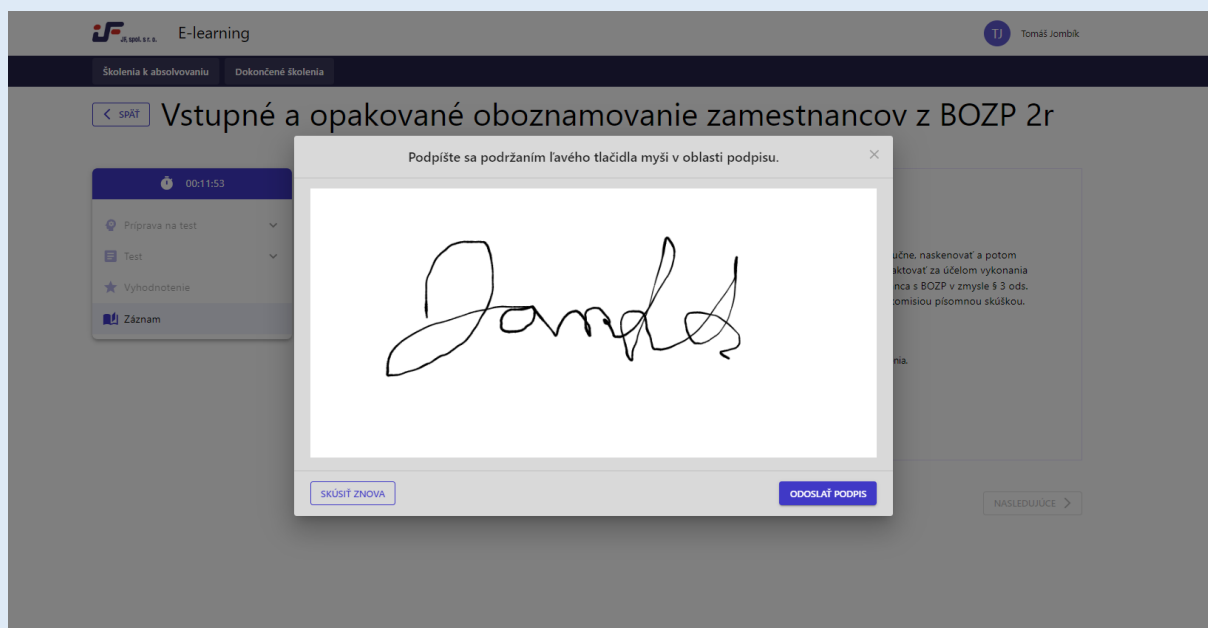 JF, spol. s r. o.
E-learning
TJ
Tomáš Jombík
Školenia k absolvovaniu
Dokončené školenia
SPÄŤ
Vstupné a opakované oboznamovanie zamestnancov z BOZP 2r
00:11:53
Príprava na test
Test
Vyhodnotenie
Záznam
Podpíšte sa podržaním ľavého tlačidla myši v oblasti podpisu.
SKÚSIŤ ZNOVA
ODOSLAŤ PODPIS
učne, naskenovať a potom
aktovať za účelom vykonania
nca s BOZP v zmysle § 3 ods.
omisiou písomnou skúškou.
nia.
NASLEDUJÚCE